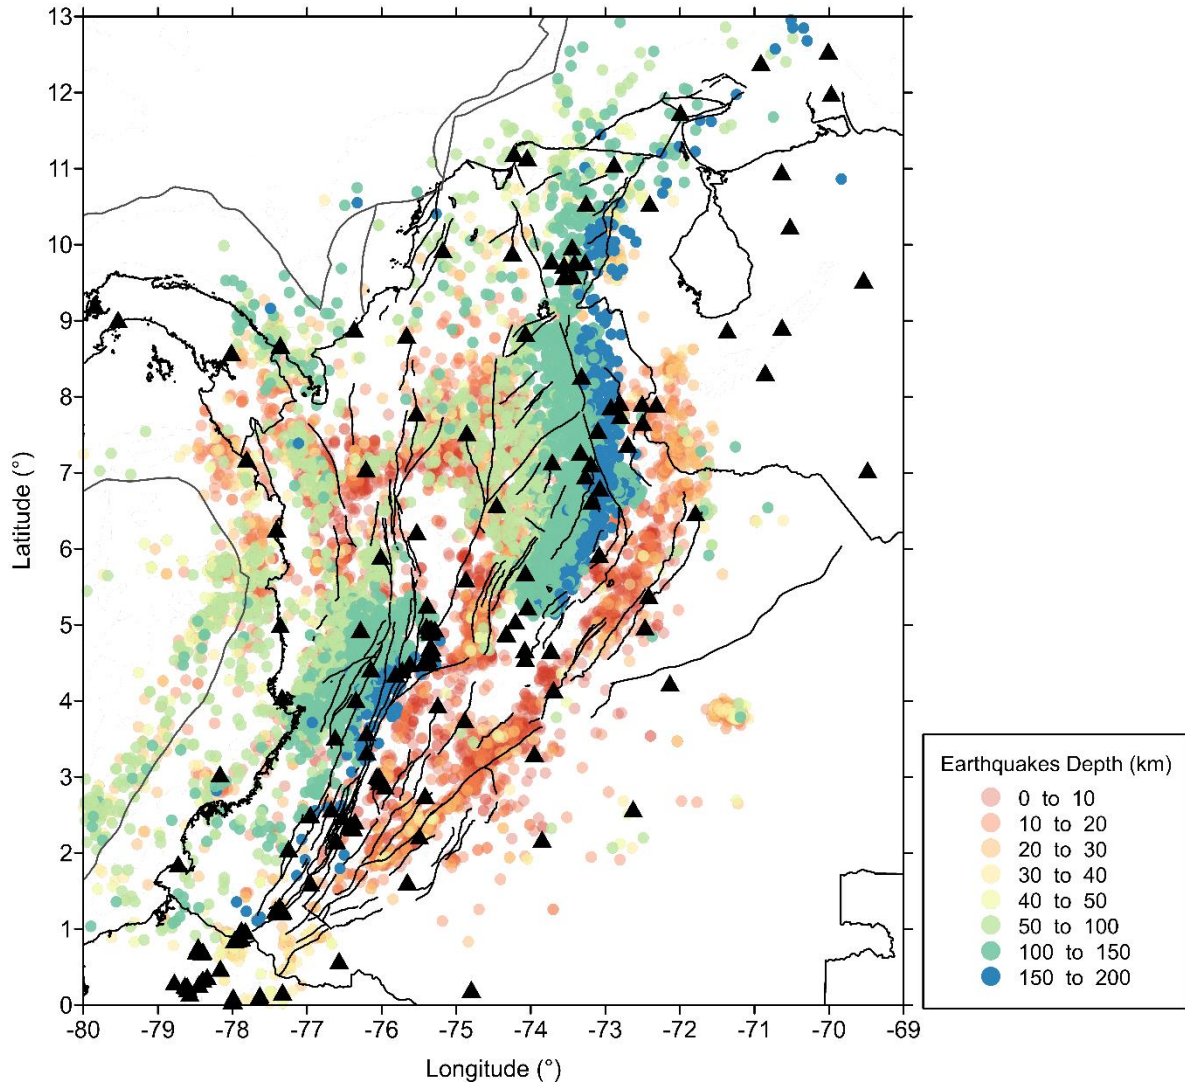 13
12
11
10
9
8
7
6
5
4
3
2
1
0
Latitude (°)
-80 -79 -78 -77 -76 -75 -74 -73 -72 -71 -70 -69
Longitude (°)
Earthquakes Depth (km)
0 to 10
10 to 20
20 to 30
30 to 40
40 to 50
50 to 100
100 to 150
150 to 200